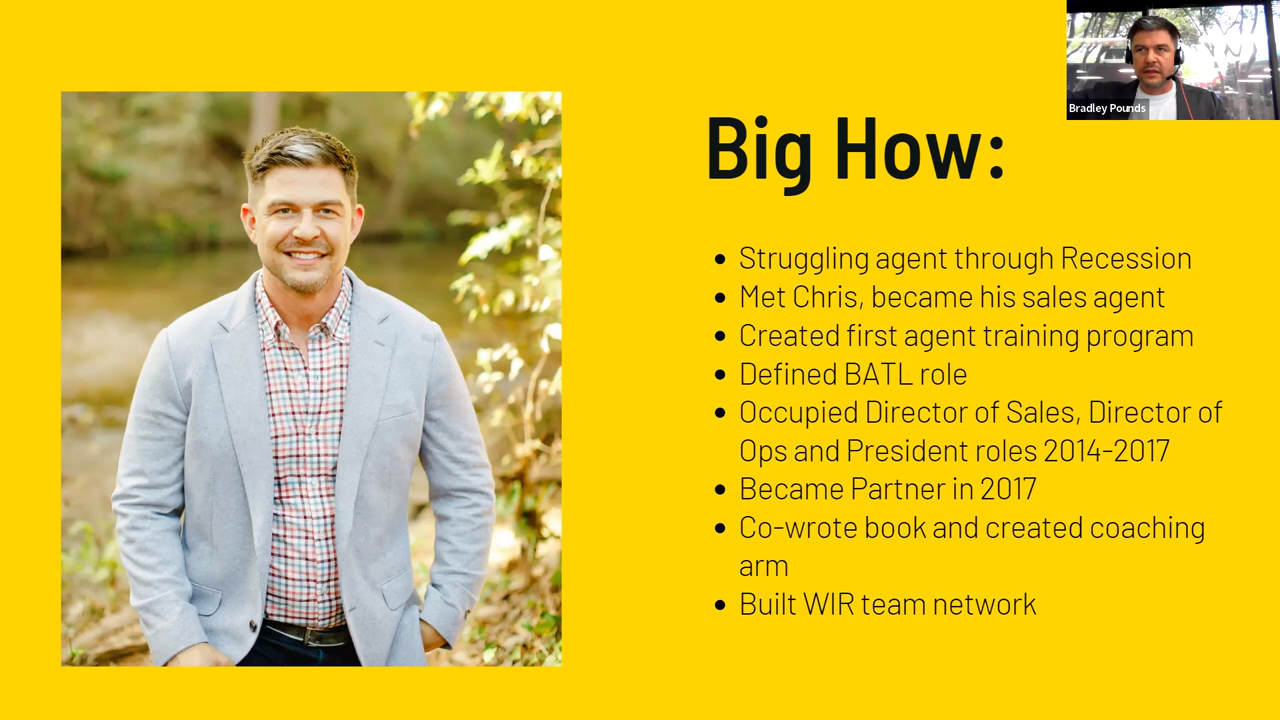 Bradley Pounds
Big How:
• Struggling agent through Recession
• Met Chris, became his sales agent
• Created first agent training program
• Defined BATL role
• Occupied Director of Sales, Director of
Ops and President roles 2014-2017
• Became Partner in 2017
• Co-wrote book and created coaching
arm
• Built WIR team network